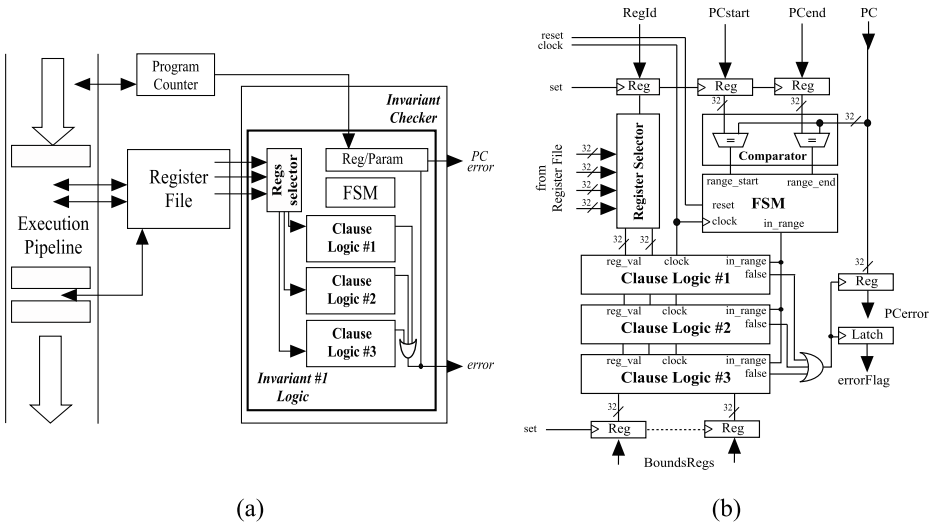 Program
Counter
Invariant
Checker
Reg/Param
PC
error
FSM
Regs
selector
Register
File
Execution
Pipeline
Clause
Logic #1
Clause
Logic #2
Clause
Logic #3
error
Invariant #1
Logic
(a)
RegId
PCstart
PCend
PC
reset
clock
set
Reg
Reg
Reg
32
32
32
=
=
Comparator
32
32
32
32
from
Register File
Register Selector
range_start
range_end
reset
FSM
clock
in_range
32
32
reg_val
clock
in_range
Clause Logic #1
false
32
Reg
PCerror
reg_val
clock
in_range
Clause Logic #2
false
Latch
errorFlag
reg_val
clock
in_range
Clause Logic #3
false
32
32
set
Reg
Reg
BoundsRegs
(b)